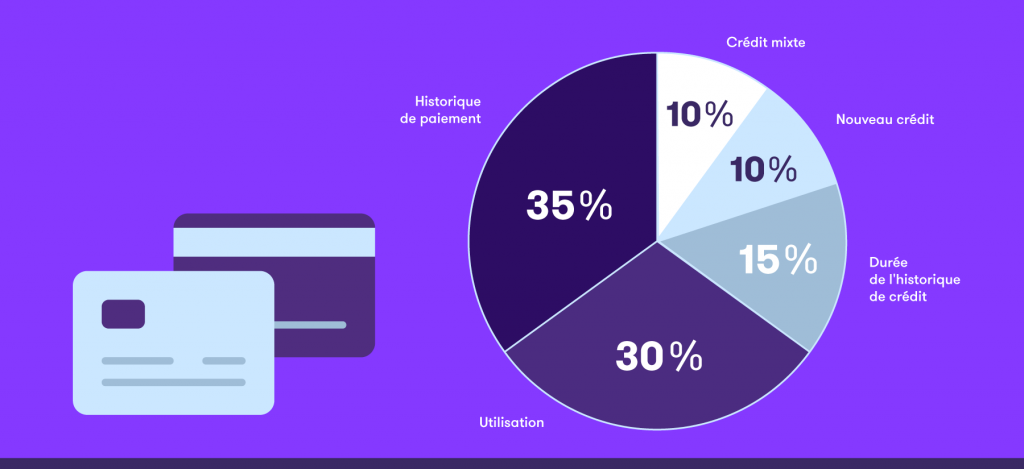 Crédit mixte
10%
Nouveau crédit
10%
Durée
de l'historique
de crédit
15%
Utilisation
30%
Historique
de paiement
35%